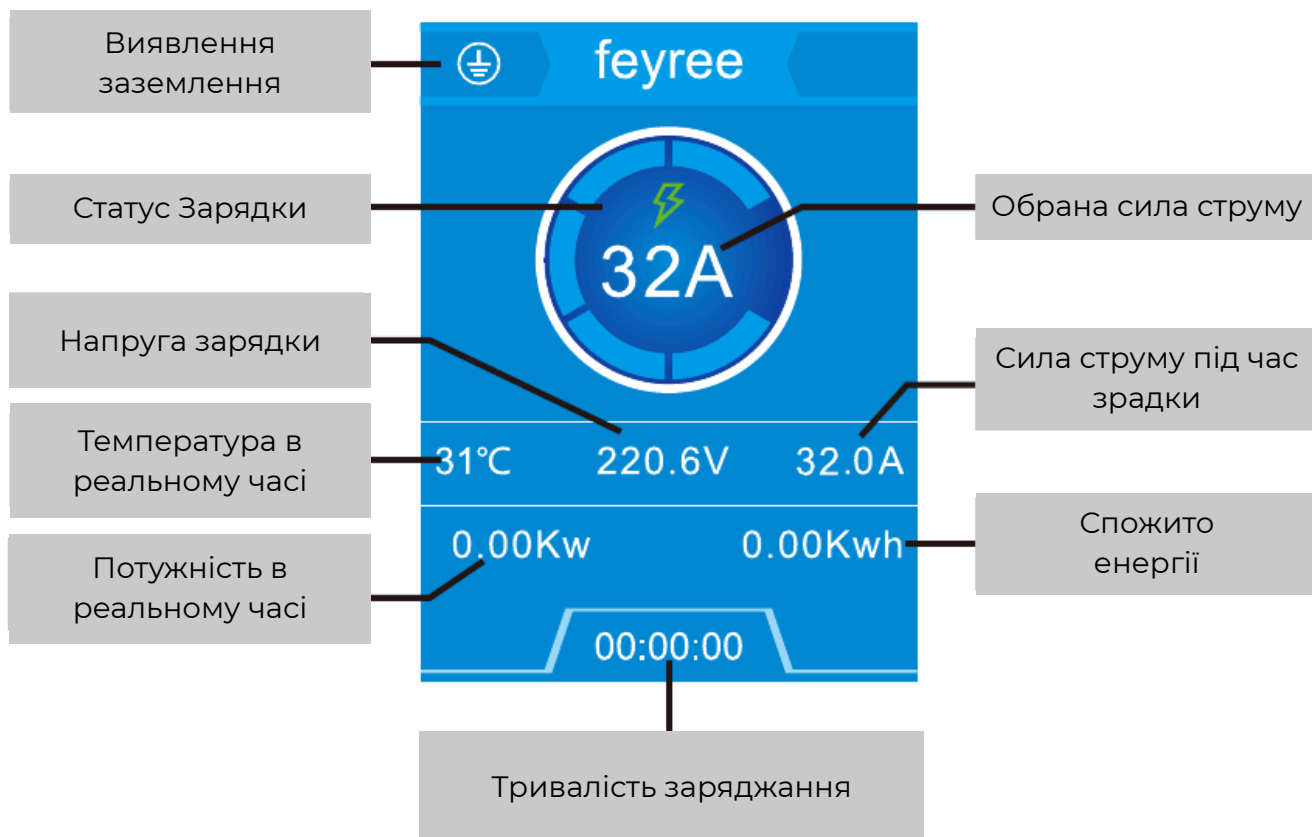 Виявлення
заземлення
feyree
Статус Зарядки
32A
Обрана сила струму
Напруга зарядки
Сила струму під час
зрадки
Температура в
реальному часі
31℃ 220.6V 32.0A
0.00Kw 0.00Kwh
Спожито
енергії
Потужність в
реальному часі
00:00:00
Тривалість заряджання